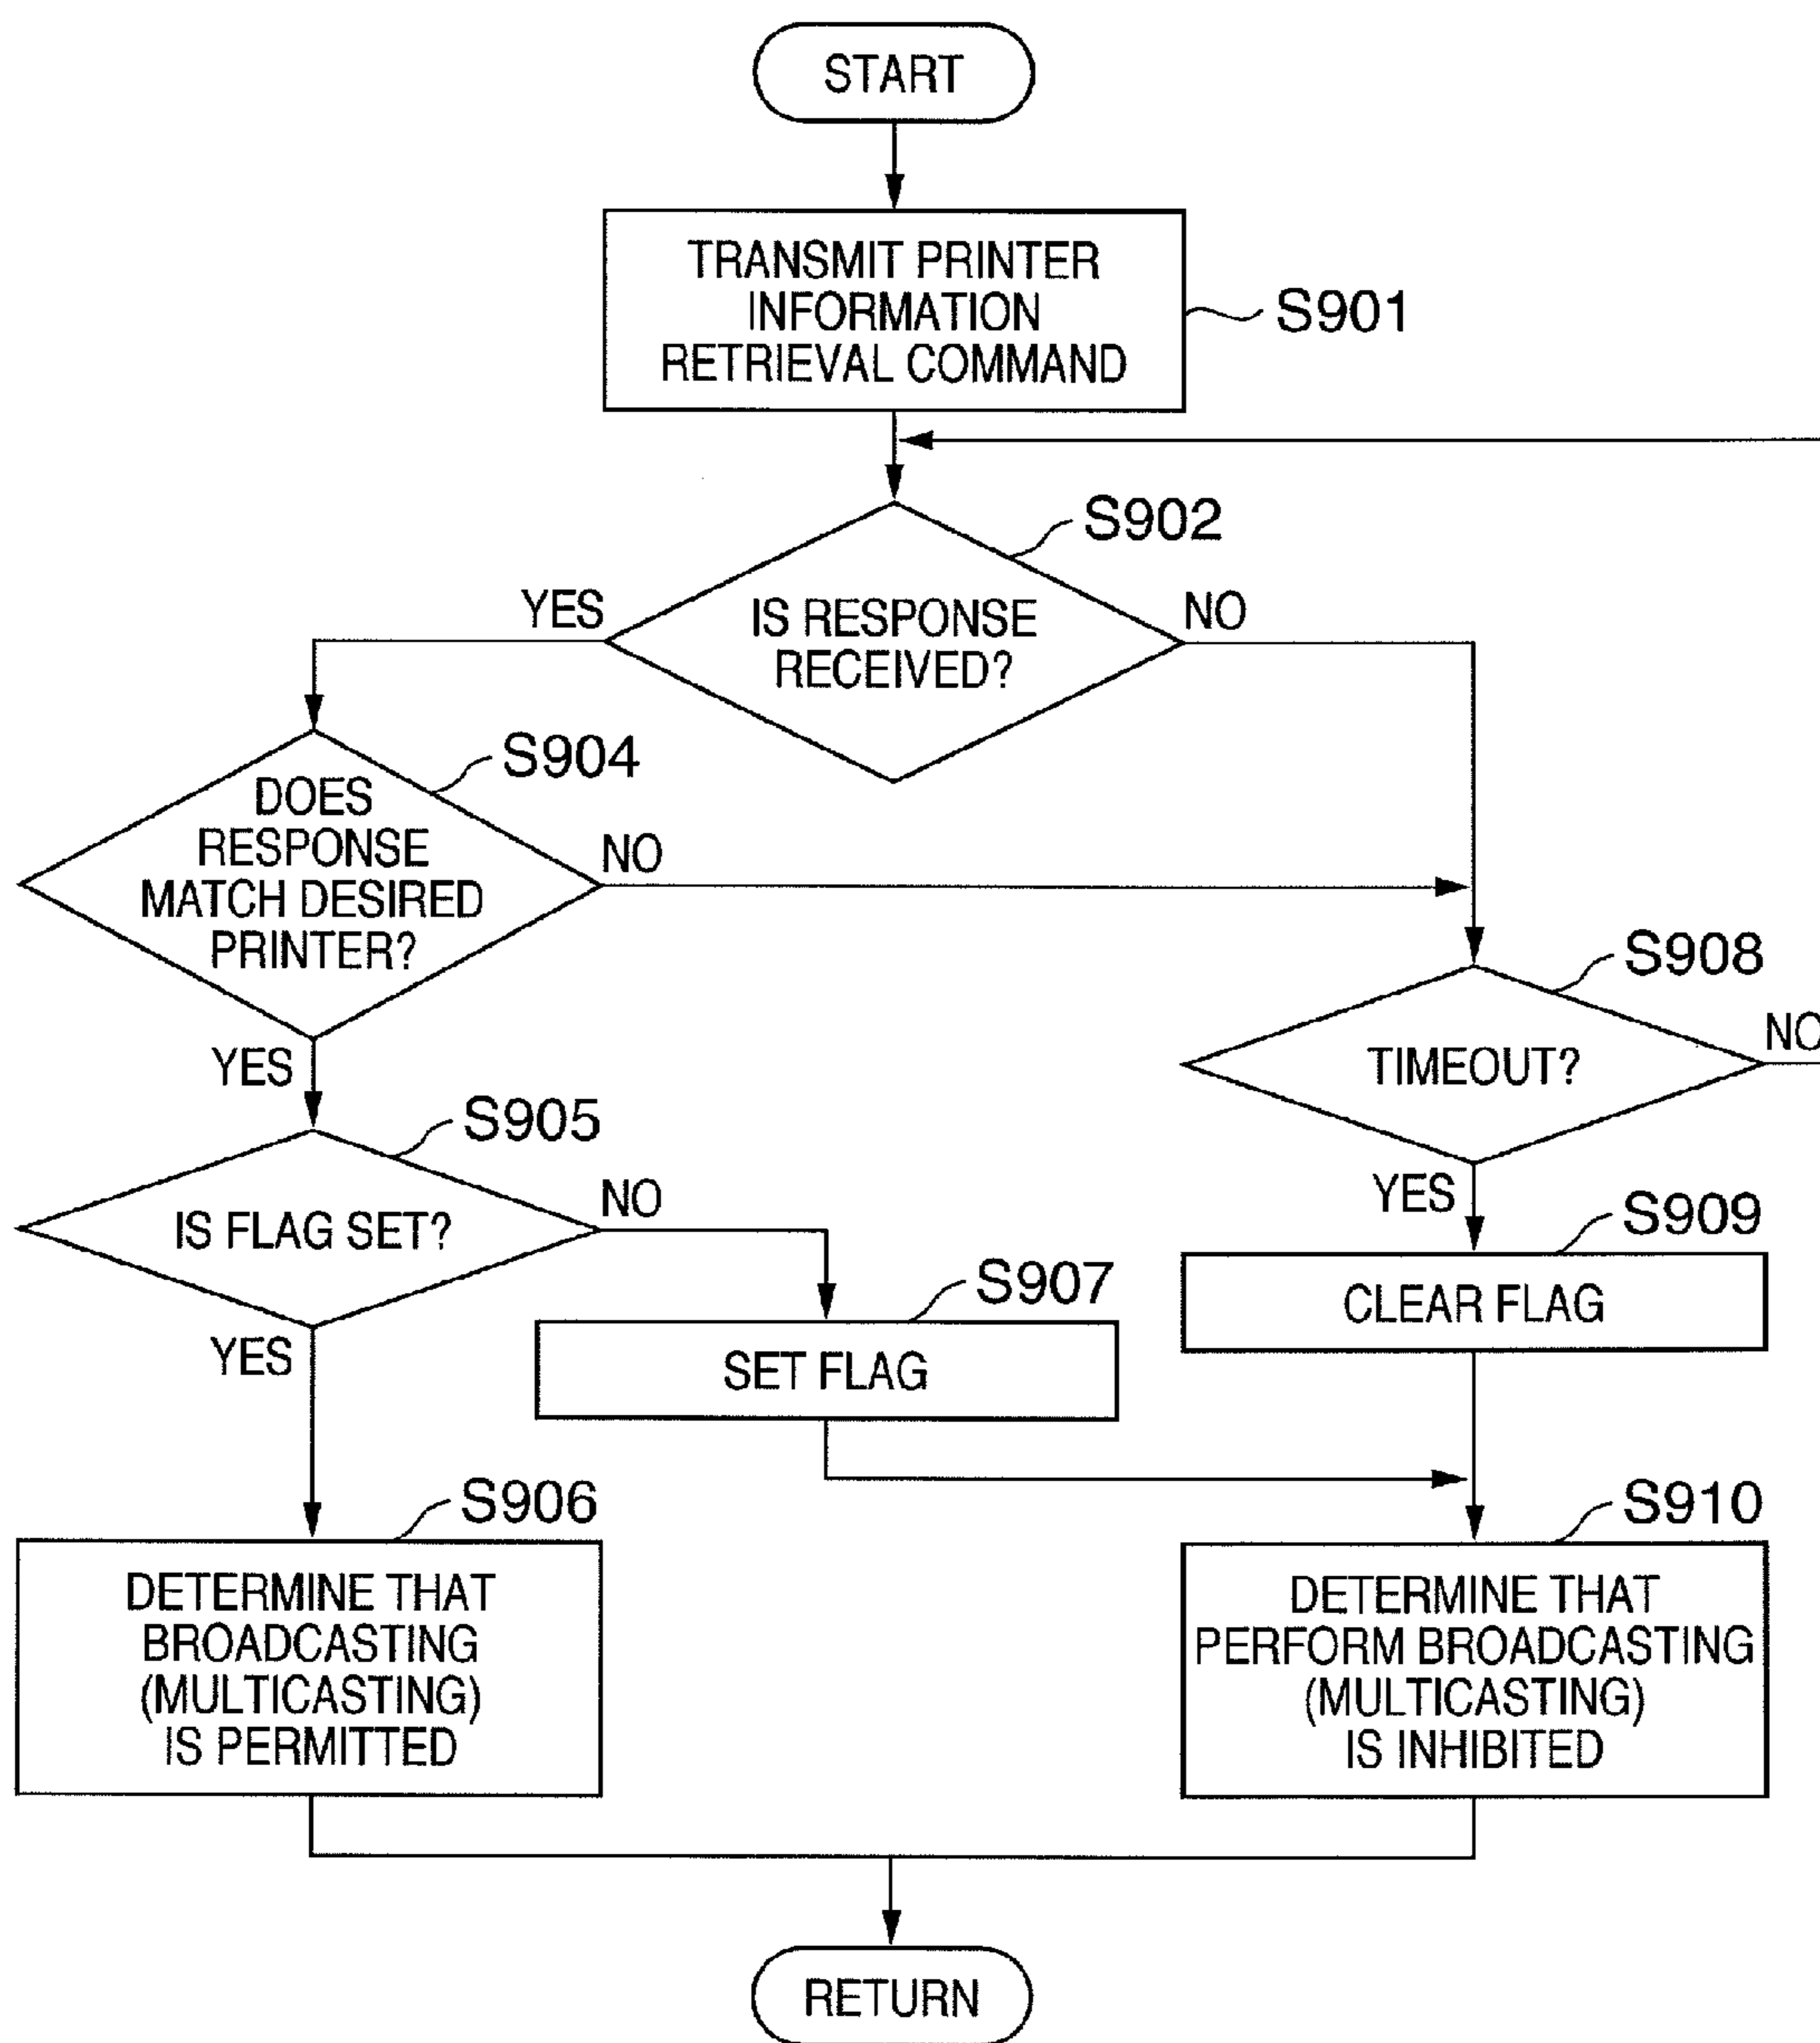 START
TRANSMIT PRINTER
INFORMATION
RETRIEVAL COMMAND
S901
S902
YES
IS RESPONSE
RECEIVED?
NO
S904
DOES
RESPONSE
MATCH DESIRED
PRINTER?
NO
YES
S908
TIMEOUT?
NO
YES
S905
IS FLAG SET?
NO
YES
S907
SET FLAG
S909
CLEAR FLAG
S906
DETERMINE THAT
BROADCASTING
(MULTICASTING)
IS PERMITTED
S910
DETERMINE THAT
PERFORM BROADCASTING
(MULTICASTING)
IS INHIBITED
RETURN